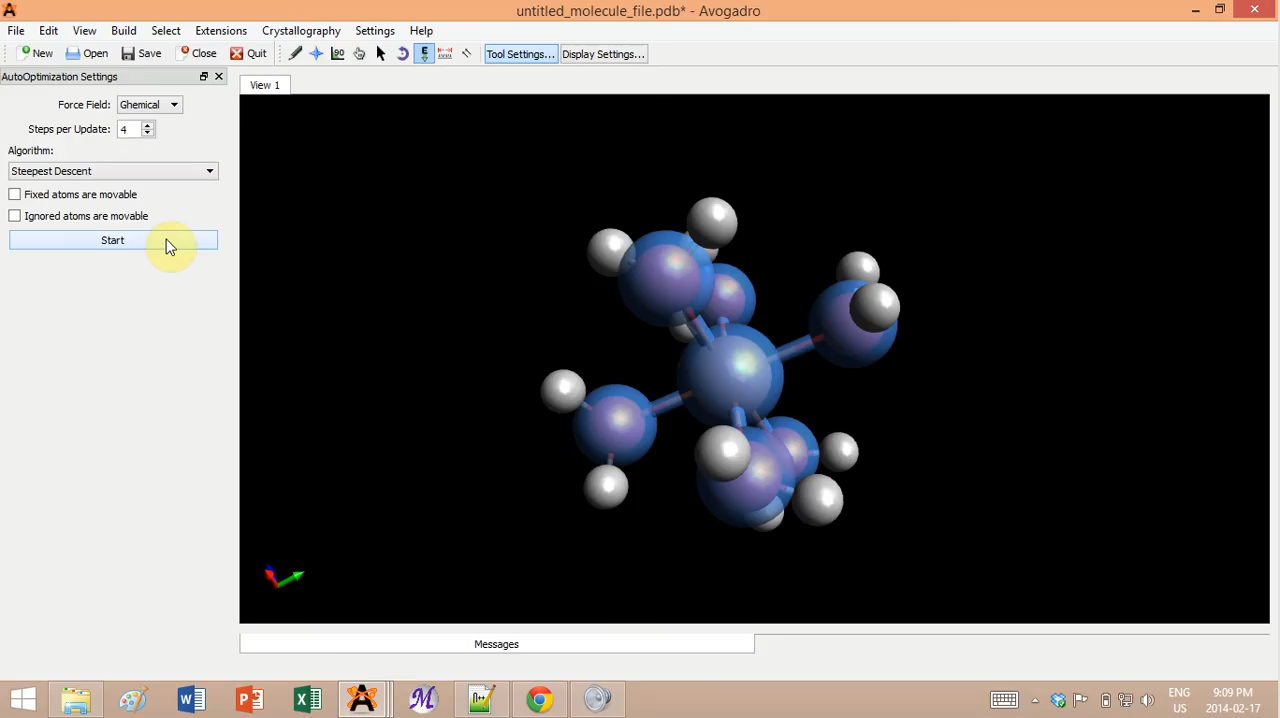 untitled_molecule_file.pdb* - Avogadro
File Edit View Build Select Extensions Crystallography Settings Help
New Open Save Close Quit Tool Settings... Display Settings...
AutoOptimization Settings
View 1
Force Field: Ghemical
Steps per Update: 4
Algorithm:
Steepest Descent
Fixed atoms are movable
Ignored atoms are movable
Start
Messages
ENG
US
9:09 PM
2014-02-17